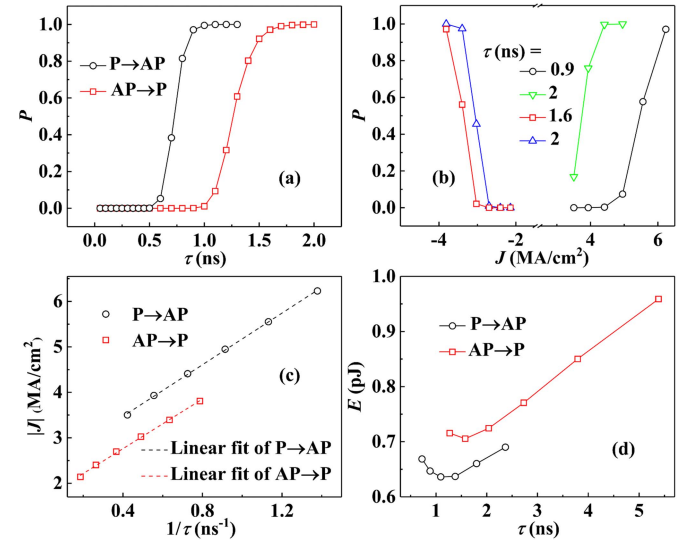 1.0
0.8
0.6
0.4
0.2
0.0
P
P→AP
AP→P
(a)
0.0 0.5 1.0 1.5 2.0
τ (ns)
1.0
0.8
0.6
0.4
0.2
0.0
P
τ (ns) =
0.9
2
1.6
2
(b)
-4 -2 4 6
J (MA/cm²)
6
5
4
3
2
|J| (MA/cm²)
P→AP
AP→P
(c)
Linear fit of P→AP
Linear fit of AP→P
0.4 0.8 1.2
1/τ (ns⁻¹)
1.0
0.9
0.8
0.7
0.6
E (pJ)
P→AP
AP→P
(d)
1 2 3 4 5
τ (ns)